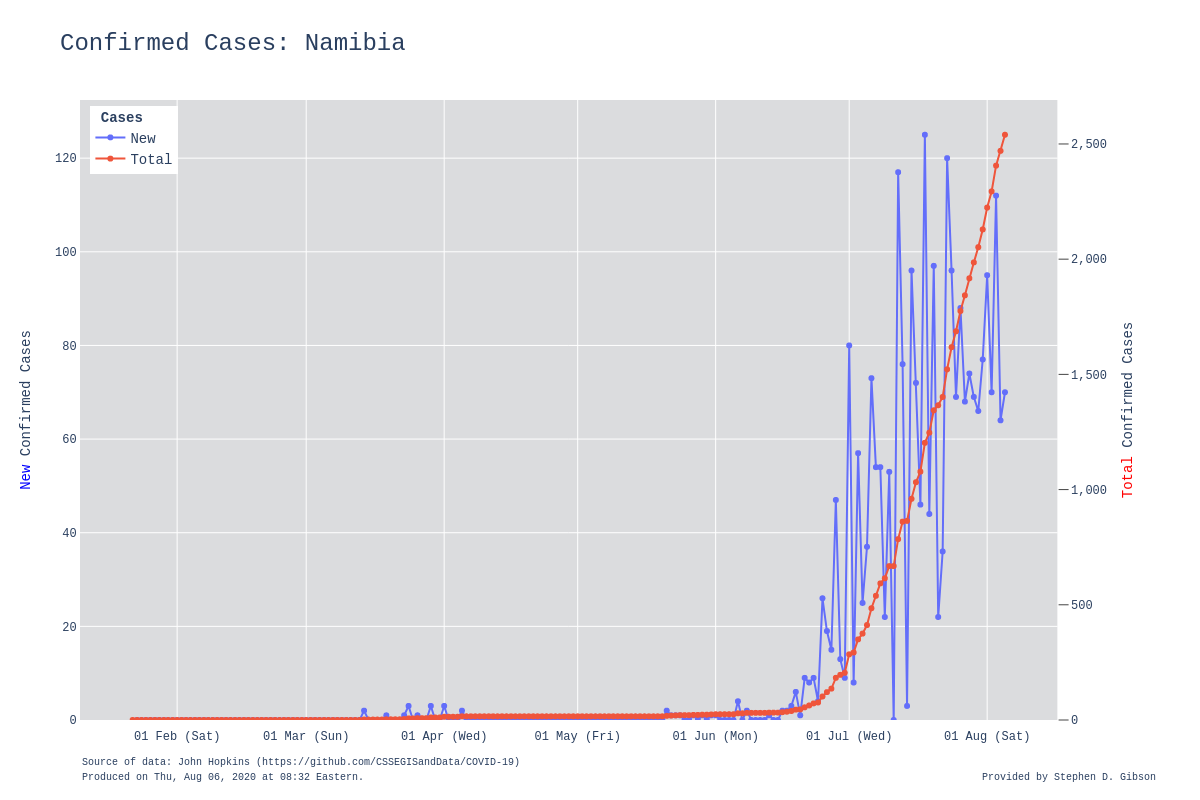 Confirmed Cases: Namibia
Cases
New
Total
120
100
80
60
40
20
0
2,500
2,000
1,500
1,000
500
0
New Confirmed Cases
Total Confirmed Cases
01 Feb (Sat)
01 Mar (Sun)
01 Apr (Wed)
01 May (Fri)
01 Jun (Mon)
01 Jul (Wed)
01 Aug (Sat)
Source of data: John Hopkins (https://github.com/CSSEGISandData/COVID-19)
Produced on Thu, Aug 06, 2020 at 08:32 Eastern.
Provided by Stephen D. Gibson